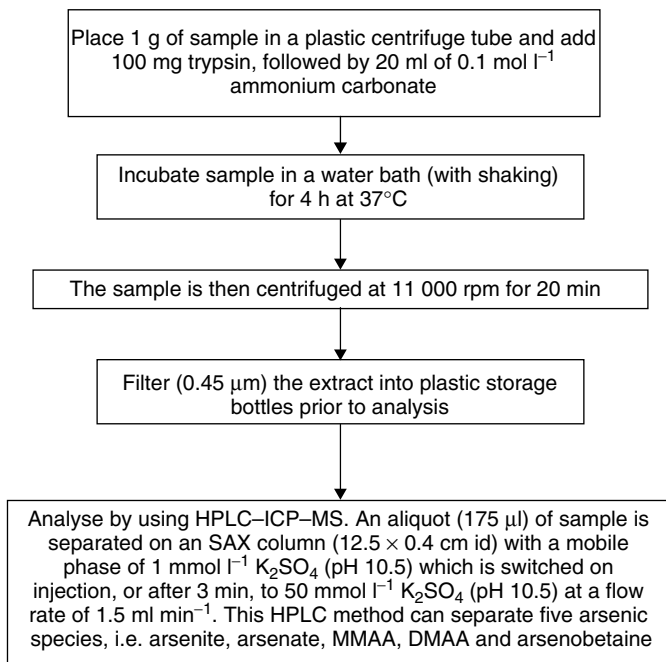 Place 1 g of sample in a plastic centrifuge tube and add
100 mg trypsin, followed by 20 ml of 0.1 mol l⁻¹
ammonium carbonate
Incubate sample in a water bath (with shaking)
for 4 h at 37°C
The sample is then centrifuged at 11 000 rpm for 20 min
Filter (0.45 μm) the extract into plastic storage
bottles prior to analysis
Analyse by using HPLC–ICP–MS. An aliquot (175 μl) of sample is
separated on an SAX column (12.5 × 0.4 cm id) with a mobile
phase of 1 mmol l⁻¹ K₂SO₄ (pH 10.5) which is switched on
injection, or after 3 min, to 50 mmol l⁻¹ K₂SO₄ (pH 10.5) at a flow
rate of 1.5 ml min⁻¹. This HPLC method can separate five arsenic
species, i.e. arsenite, arsenate, MMAA, DMAA and arsenobetaine